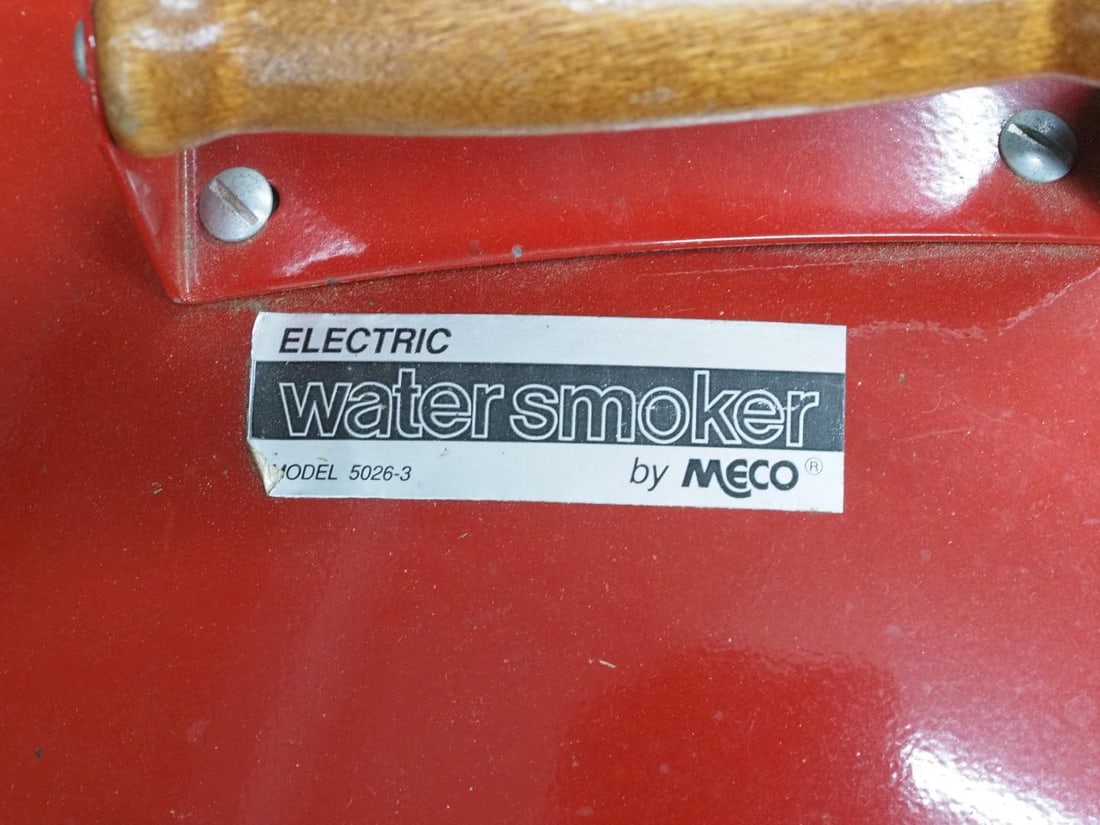 ELECTRIC
water smoker
MODEL 5026-3
by MECO ®